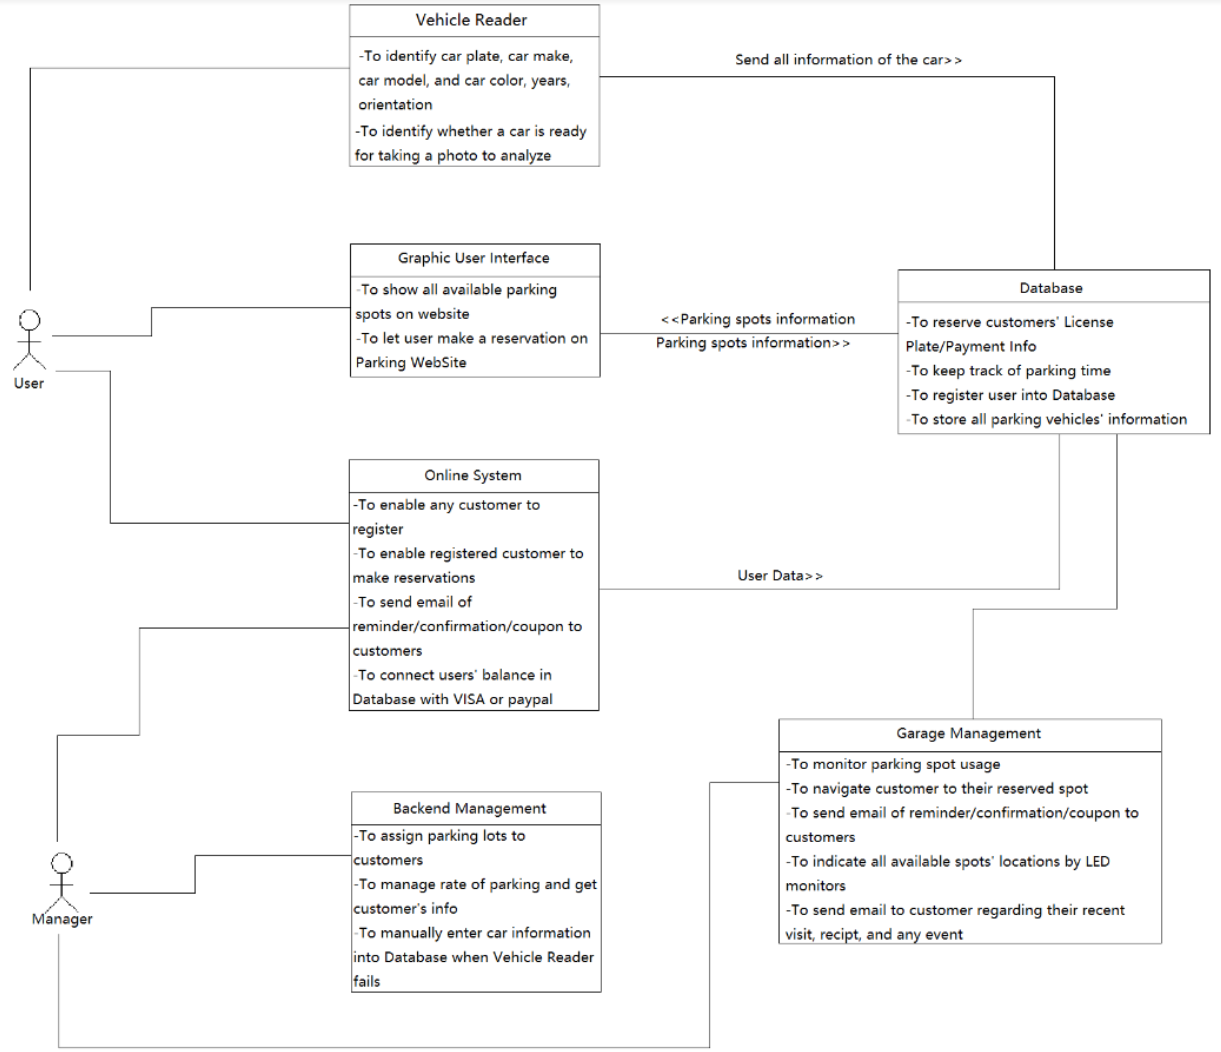 Vehicle Reader
-To identify car plate, car make,
car model, and car color, years,
orientation
-To identify whether a car is ready
for taking a photo to analyze
Send all information of the car>>
Graphic User Interface
-To show all available parking
spots on website
-To let user make a reservation on
Parking WebSite
<<Parking spots information
Parking spots information>>
Database
-To reserve customers' License
Plate/Payment Info
-To keep track of parking time
-To register user into Database
-To store all parking vehicles' information
User
Online System
-To enable any customer to
register
-To enable registered customer to
make reservations
-To send email of
reminder/confirmation/coupon to
customers
-To connect users' balance in
Database with VISA or paypal
User Data>>
Garage Management
-To monitor parking spot usage
-To navigate customer to their reserved spot
-To send email of reminder/confirmation/coupon to
customers
-To indicate all available spots' locations by LED
monitors
-To send email to customer regarding their recent
visit, recipt, and any event
Backend Management
-To assign parking lots to
customers
-To manage rate of parking and get
customer's info
-To manually enter car information
into Database when Vehicle Reader
fails
Manager